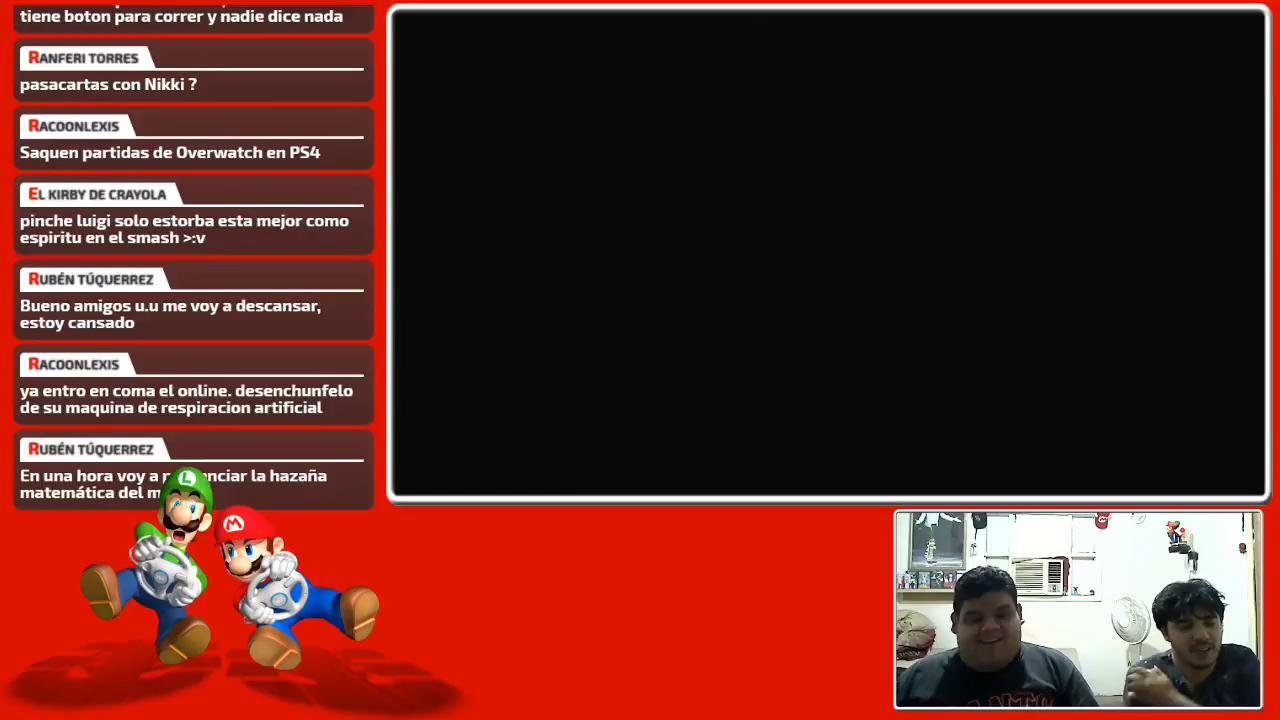 tiene boton para correr y nadie dice nada
RANFERI TORRES
pasacartas con Nikki ?
RACOONLEXIS
Saquen partidas de Overwatch en PS4
EL KIRBY DE CRAYOLA
pinche luigi solo estorba esta mejor como
espiritu en el smash >:v
RUBÉN TÚQUERREZ
Bueno amigos u.u me voy a descansar,
estoy cansado
RACOONLEXIS
ya entro en coma el online. desenchunfelo
de su maquina de respiracion artificial
RUBÉN TÚQUERREZ
En una hora voy a la hazaña
matemática del
L
M